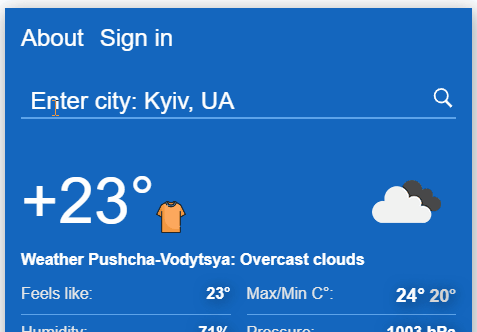 About Sign in
Enter city: Kyiv, UA
+23°
Weather Pushcha-Vodytsya: Overcast clouds
Feels like: 23° Max/Min C°: 24° 20°
Humidity: 71% Pressure: 1003 hPa